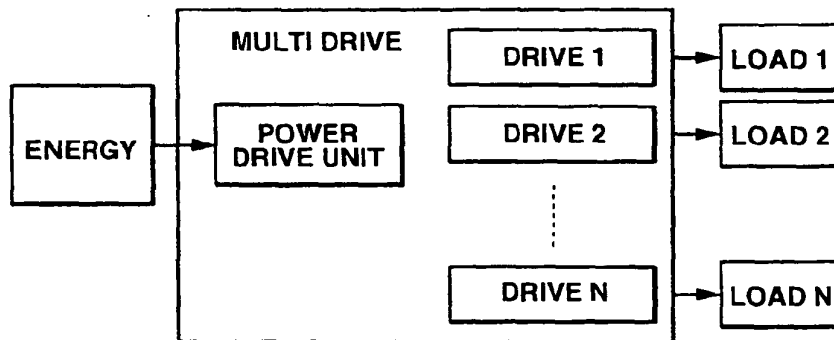 MULTI DRIVE
DRIVE 1
LOAD 1
ENERGY
POWER
DRIVE UNIT
DRIVE 2
LOAD 2
DRIVE N
LOAD N